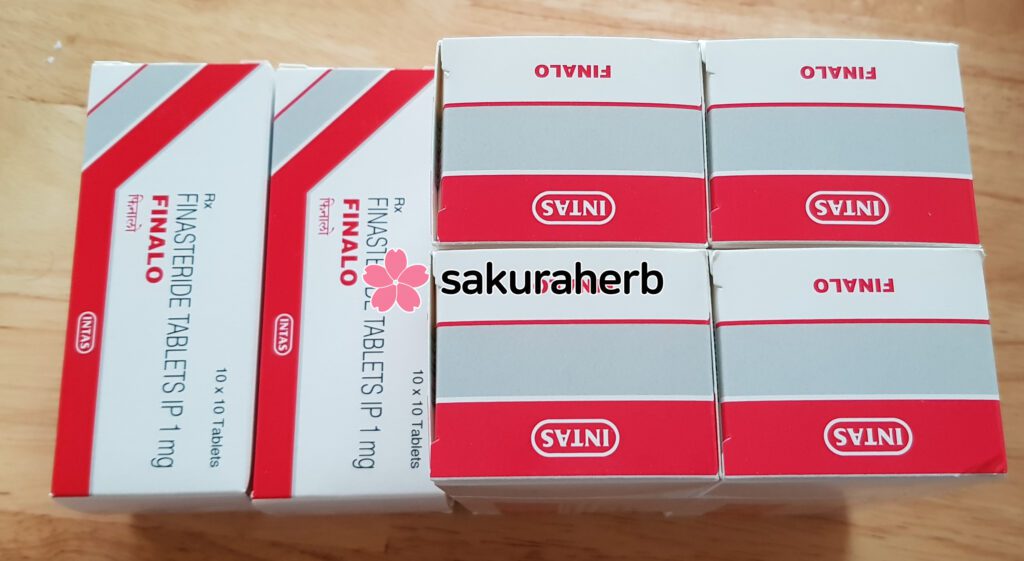 Rx
FINASTERIDE TABLETS IP 1 mg
FINALO
फिनालो
10 x 10 Tablets
INTAS
Rx
FINASTERIDE TABLETS IP 1 mg
FINALO
फिनालो
10 x 10 Tablets
INTAS
FINALO
INTAS
FINALO
INTAS
sakuraherb
INTAS
FINALO
INTAS